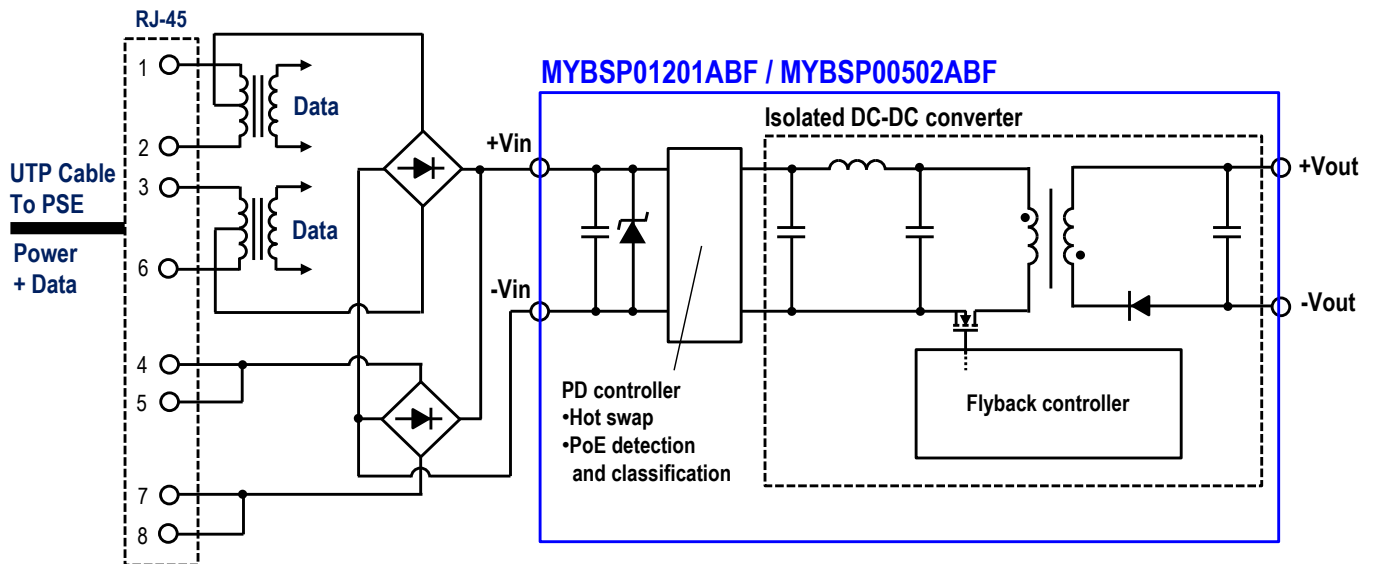 RJ-45
1
2
3
6
4
5
7
8
UTP Cable
To PSE
Power
+ Data
Data
Data
MYBSP01201ABF / MYBSP00502ABF
+Vin
-Vin
Isolated DC-DC converter
+Vout
-Vout
PD controller
•Hot swap
•PoE detection
and classification
Flyback controller